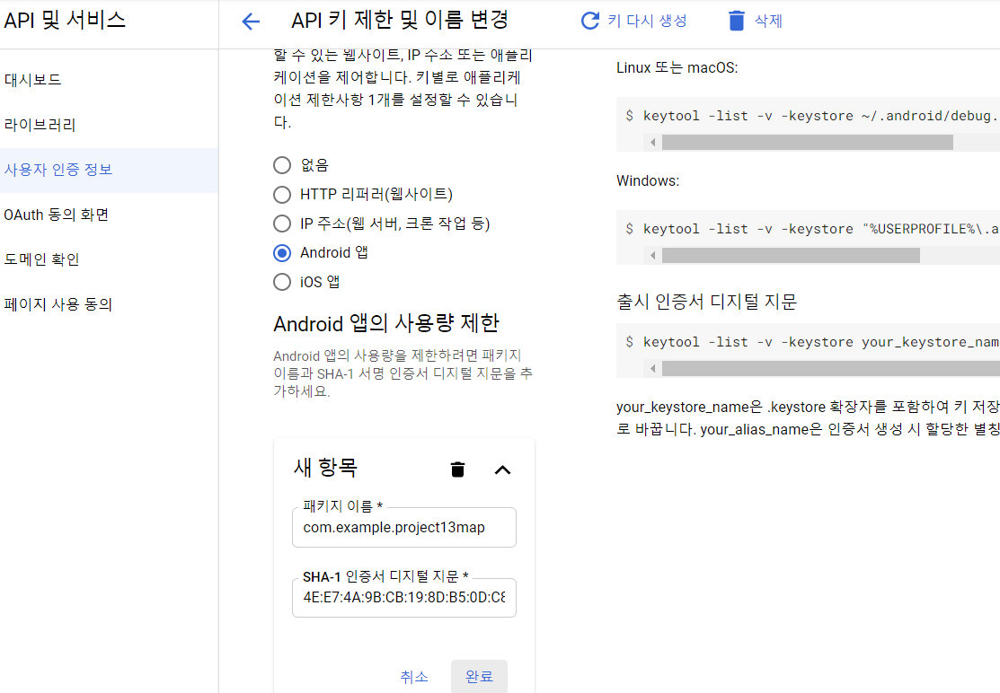 API 및 서비스
API 키 제한 및 이름 변경
키 다시 생성
삭제
대시보드
라이브러리
사용자 인증 정보
OAuth 동의 화면
도메인 확인
페이지 사용 동의
할 수 있는 웹사이트, IP 주소 또는 애플리
케이션을 제어합니다. 키별로 애플리케
이션 제한사항 1개를 설정할 수 있습니
다.
없음
HTTP 리퍼러(웹사이트)
IP 주소(웹 서버, 크론 작업 등)
Android 앱
iOS 앱
Android 앱의 사용량 제한
Android 앱의 사용량을 제한하려면 패키지
이름과 SHA-1 서명 인증서 디지털 지문을 추
가하세요.
새 항목
패키지 이름 *
com.example.project13map
SHA-1 인증서 디지털 지문 *
4E:E7:4A:9B:CB:19:8D:B5:0D:C8
취소
완료
Linux 또는 macOS:
$ keytool -list -v -keystore ~/.android/debug.
Windows:
$ keytool -list -v -keystore "%USERPROFILE%\.a
출시 인증서 디지털 지문
$ keytool -list -v -keystore your_keystore_nam
your_keystore_name은 .keystore 확장자를 포함하여 키 저장
로 바꿉니다. your_alias_name은 인증서 생성 시 할당한 별칭